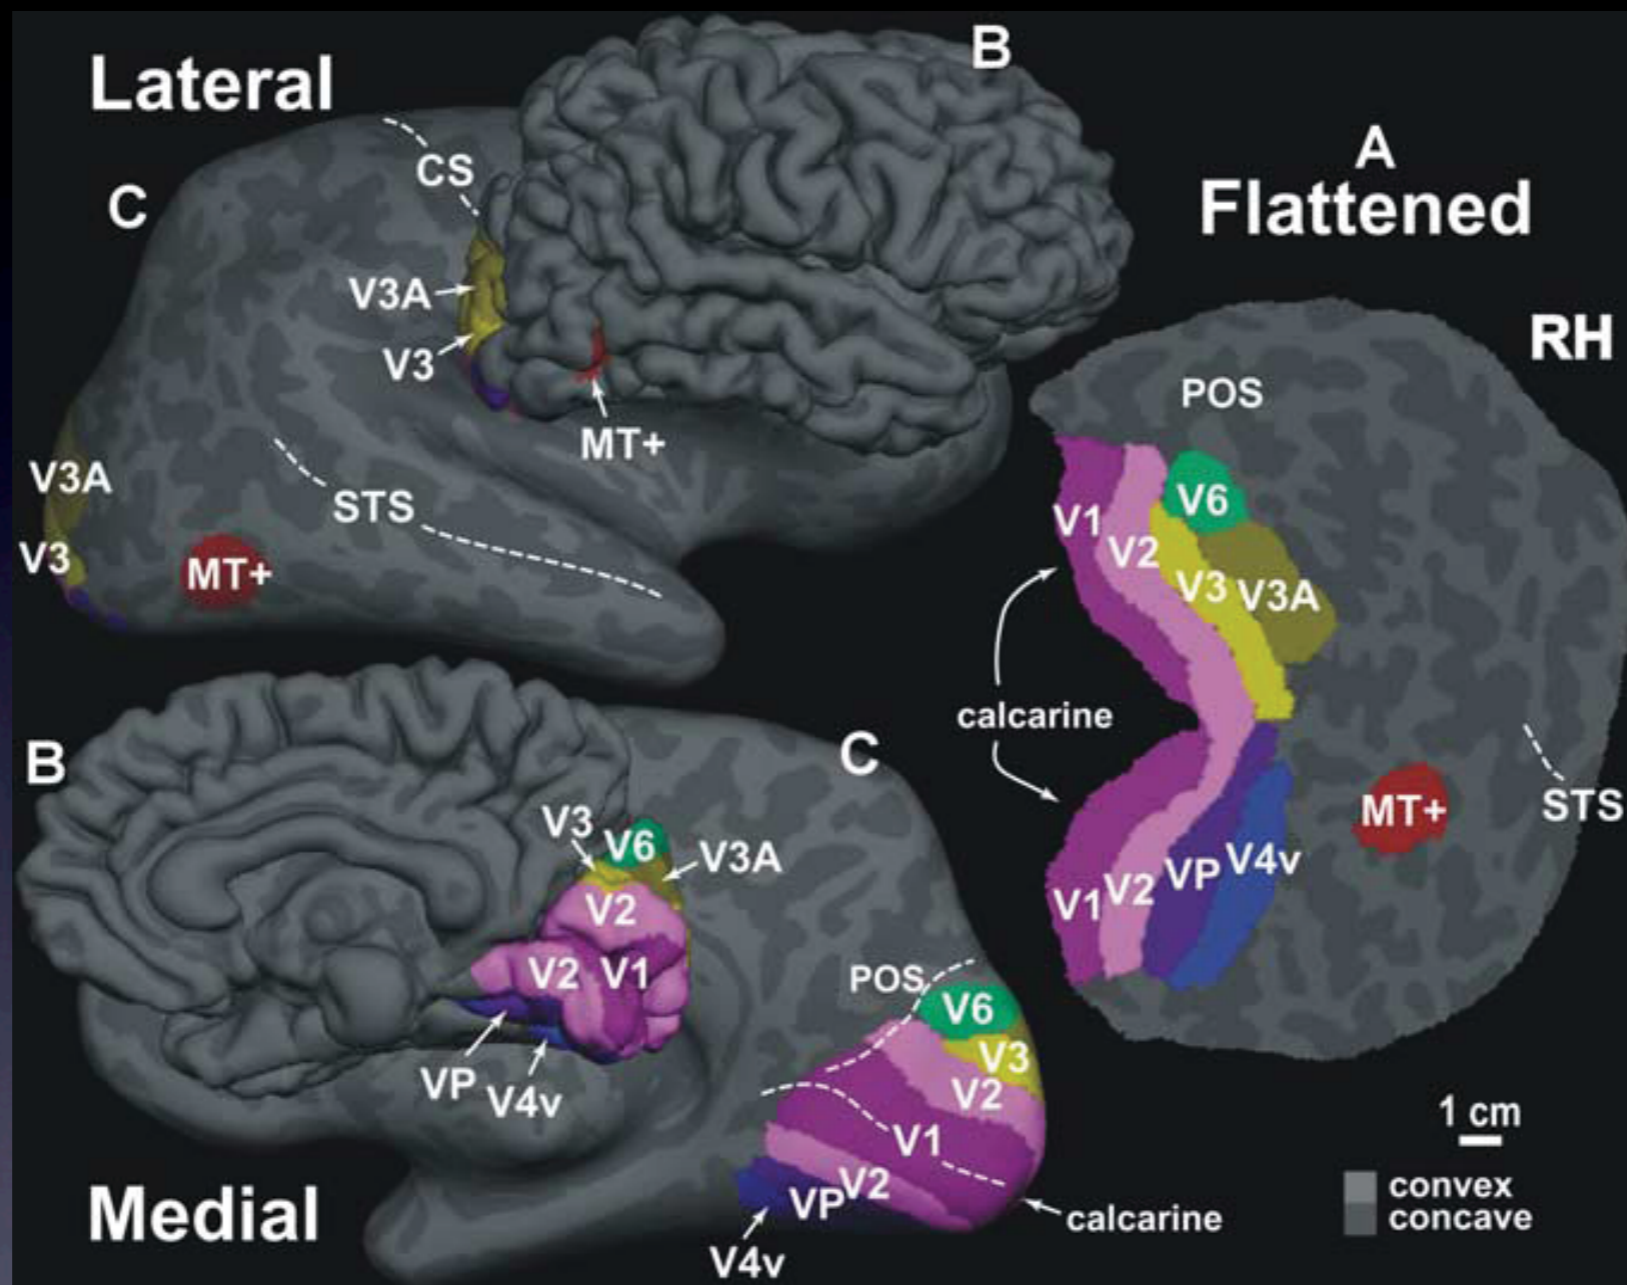 Lateral
B
CS
C
V3A
V3
MT+
V3A
STS
V3
MT+
A
Flattened
RH
POS
V6
V1
V2
V3
V3A
calcarine
MT+
STS
V1
V2
VP
V4v
B
C
V3
V6
V3A
V2
V2
V1
VP
V4v
POS
V6
V3
V2
V1
V2
VP
V4v
calcarine
Medial
1 cm
convex
concave